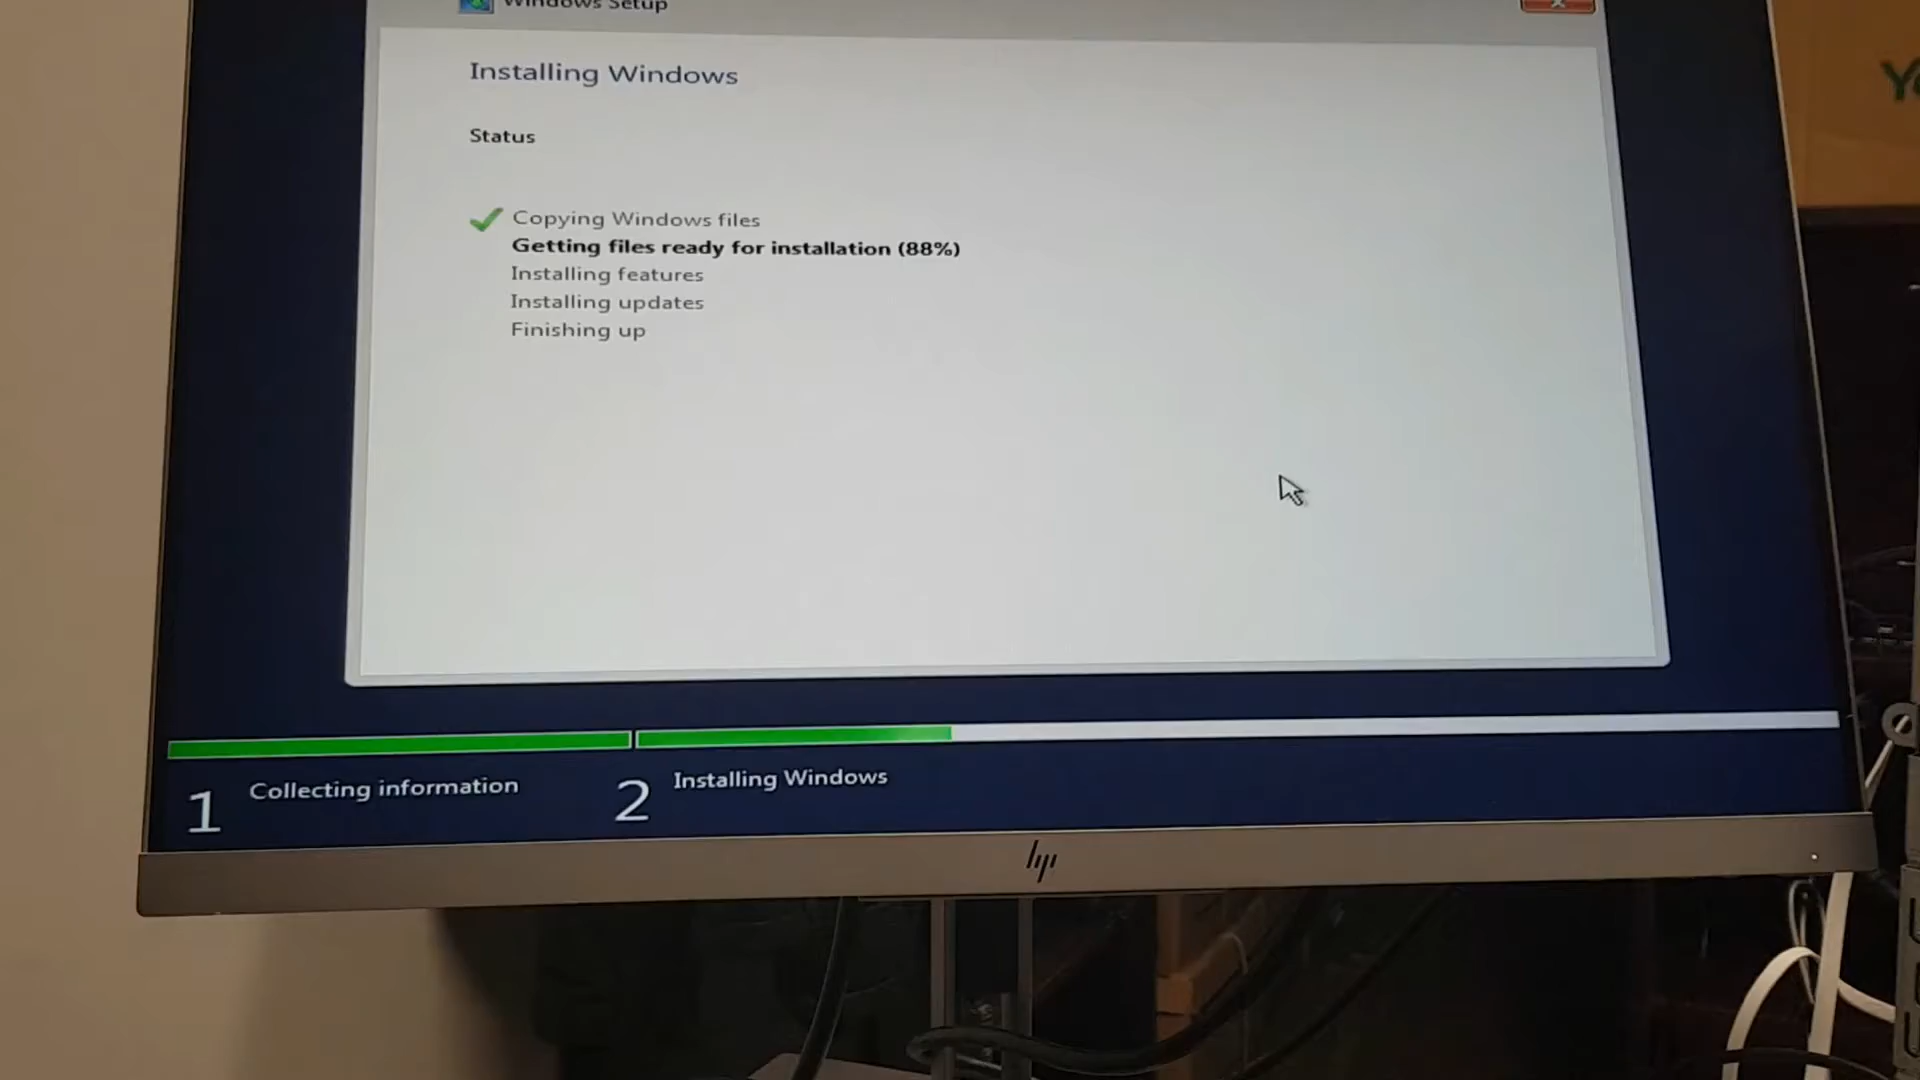 Windows Setup
Installing Windows
Status
Copying Windows files
Getting files ready for installation (88%)
Installing features
Installing updates
Finishing up
1 Collecting information
2 Installing Windows
hp